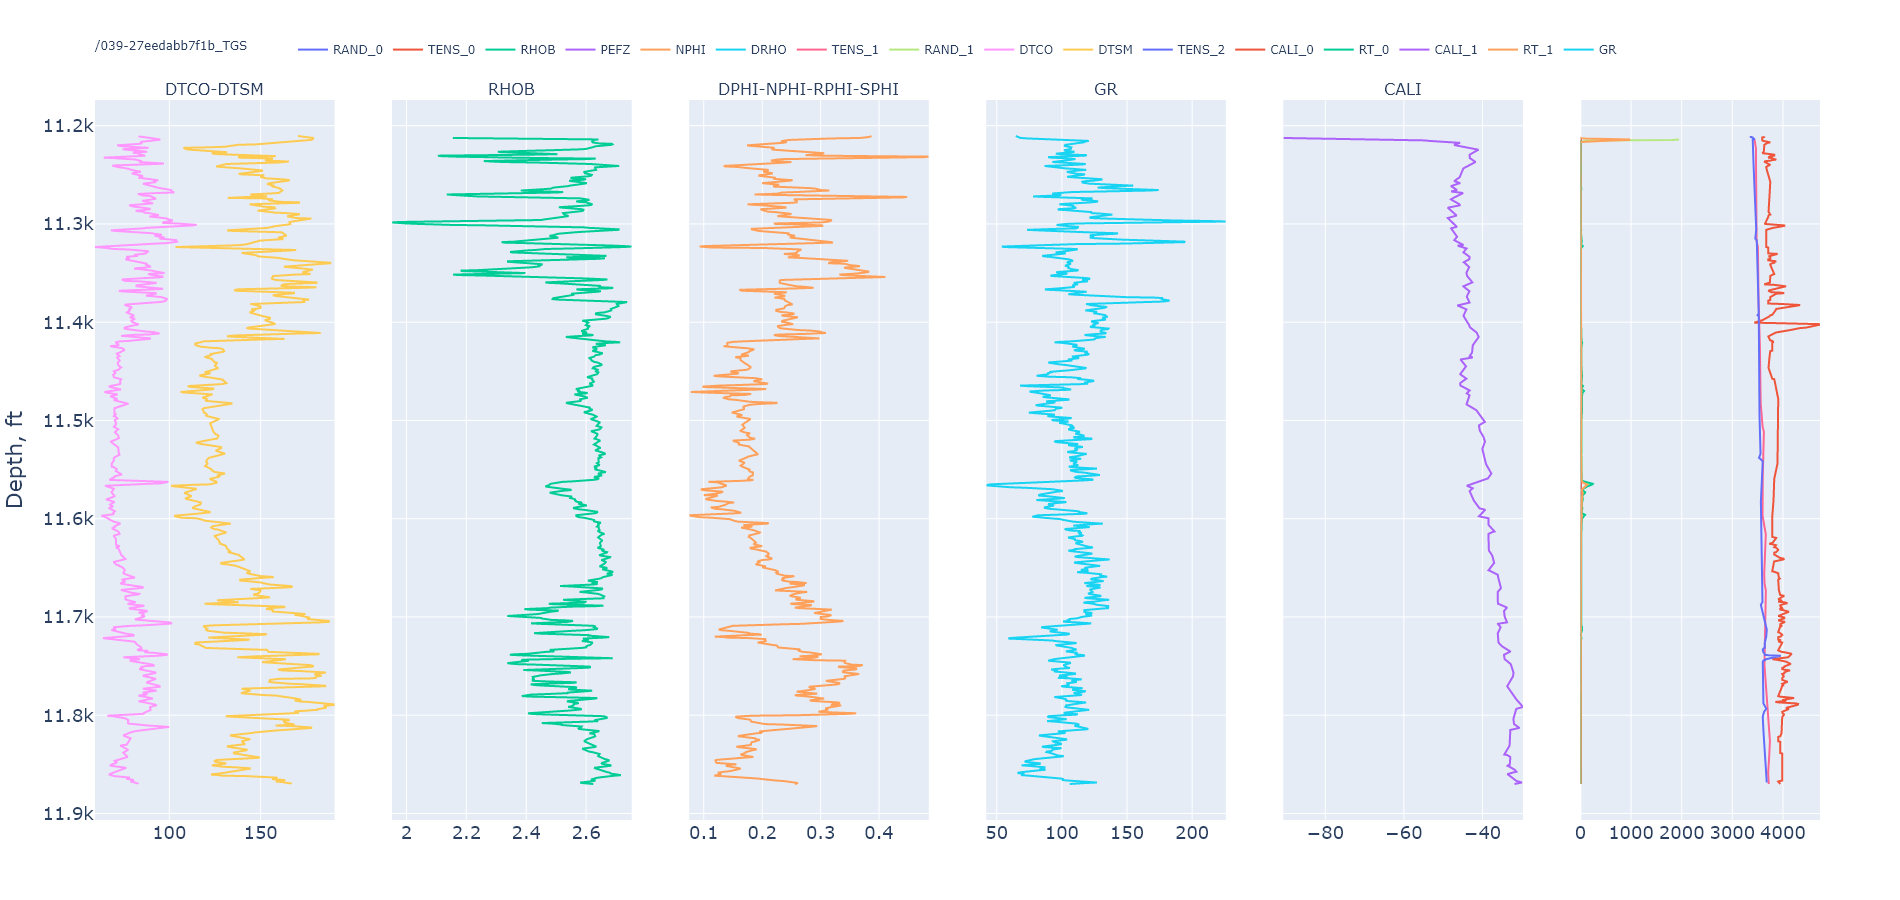 /039-27eedabb7f1b_TGS
RAND_0 TENS_0 RHOB PEFZ NPHI DRHO TENS_1 RAND_1 DTCO DTSM TENS_2 CALI_0 RT_0 CALI_1 RT_1 GR
DTCO-DTSM RHOB DPHI-NPHI-RPHI-SPHI GR CALI
Depth, ft
11.2k
11.3k
11.4k
11.5k
11.6k
11.7k
11.8k
11.9k
100 150 2 2.2 2.4 2.6 0.1 0.2 0.3 0.4 50 100 150 200 −80 −60 −40 0 1000 2000 3000 4000